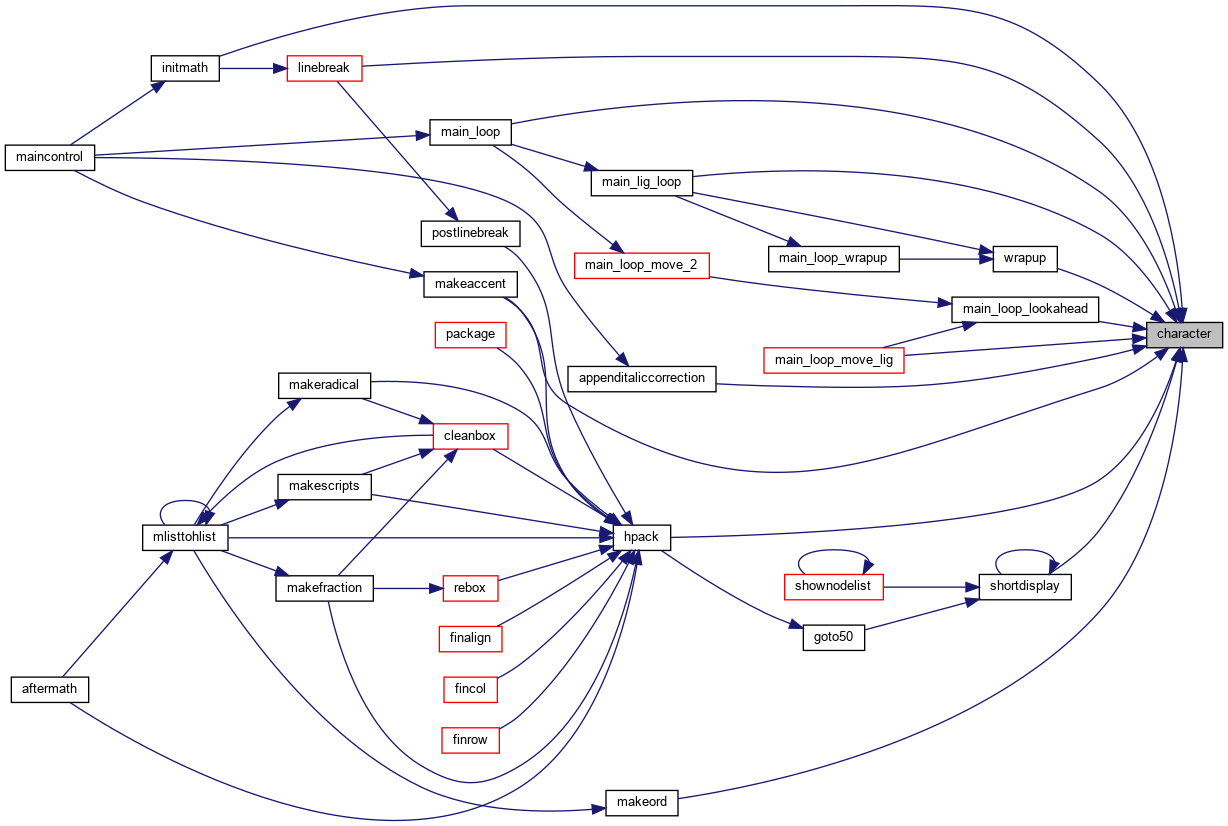 initmath
linebreak
main_loop
maincontrol
main_lig_loop
postlinebreak
main_loop_wrapup
wrapup
main_loop_move_2
makeaccent
main_loop_lookahead
package
character
main_loop_move_lig
makeradical
appenditaliccorrection
cleanbox
makescripts
mlisttohlist
hpack
makefraction
rebox
shownodelist
shortdisplay
finalign
goto50
aftermath
fincol
finrow
makeord